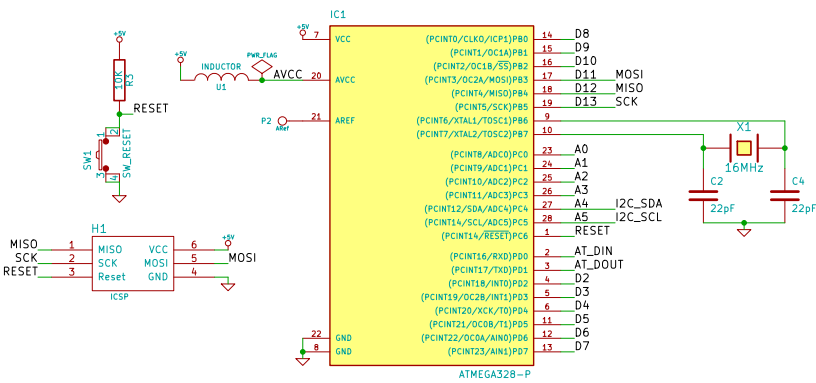 IC1
+5V
7 VCC
+5V
INDUCTOR
U1
PWR_FLAG
AVCC 20 AVCC
P2 ARef 21 AREF
22 GND
8 GND
(PCINT0/CLKO/ICP1)PB0 14 D8
(PCINT1/OC1A)PB1 15 D9
(PCINT2/OC1B/SS)PB2 16 D10
(PCINT3/OC2A/MOSI)PB3 17 D11 MOSI
(PCINT4/MISO)PB4 18 D12 MISO
(PCINT5/SCK)PB5 19 D13 SCK
(PCINT6/XTAL1/TOSC1)PB6 9
(PCINT7/XTAL2/TOSC2)PB7 10
(PCINT8/ADC0)PC0 23 A0
(PCINT9/ADC1)PC1 24 A1
(PCINT10/ADC2)PC2 25 A2
(PCINT11/ADC3)PC3 26 A3
(PCINT12/SDA/ADC4)PC4 27 A4 I2C_SDA
(PCINT14/SCL/ADC5)PC5 28 A5 I2C_SCL
(PCINT14/RESET)PC6 1 RESET
(PCINT16/RXD)PD0 2 AT_DIN
(PCINT17/TXD)PD1 3 AT_DOUT
(PCINT18/INT0)PD2 4 D2
(PCINT19/OC2B/INT1)PD3 5 D3
(PCINT20/XCK/T0)PD4 6 D4
(PCINT21/OC0B/T1)PD5 11 D5
(PCINT22/OC0A/AIN0)PD6 12 D6
(PCINT23/AIN1)PD7 13 D7
ATMEGA328-P
+5V
10K
R3
RESET
SW1
SW_RESET
1 2
3 4
H1
MISO 1 MISO VCC 6 +5V
SCK 2 SCK MOSI 5 MOSI
RESET 3 Reset GND 4
ICSP
X1
16MHz
C2
22pF
C4
22pF